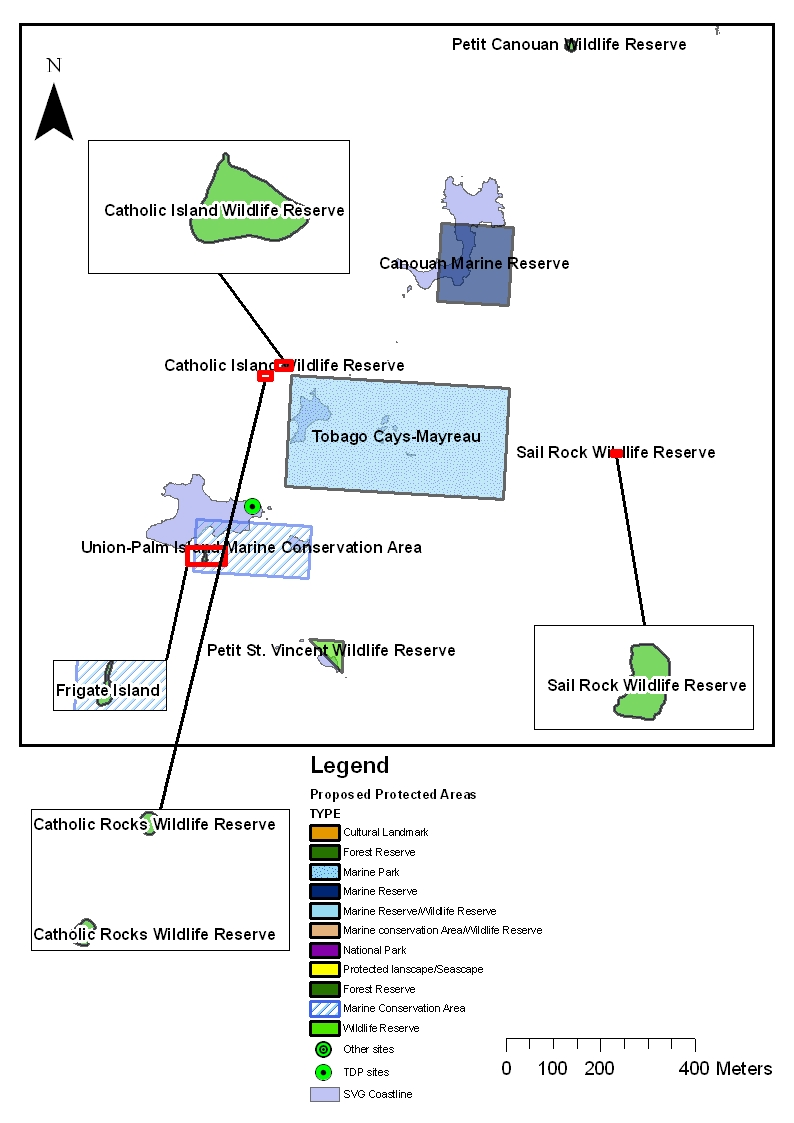 Petit Canouan Wildlife Reserve
N
Catholic Island Wildlife Reserve
Canouan Marine Reserve
Catholic Island Wildlife Reserve
Tobago Cays-Mayreau
Sail Rock Wildlife Reserve
Union-Palm Island Marine Conservation Area
Petit St. Vincent Wildlife Reserve
Frigate Island
Sail Rock Wildlife Reserve
Catholic Rocks Wildlife Reserve
Catholic Rocks Wildlife Reserve
Legend
Proposed Protected Areas
TYPE
Cultural Landmark
Forest Reserve
Marine Park
Marine Reserve
Marine Reserve/Wildlife Reserve
Marine conservation Area/Wildlife Reserve
National Park
Protected lanscape/Seascape
Forest Reserve
Marine Conservation Area
Wildlife Reserve
Other sites
TDP sites
SVG Coastline
0 100 200 400 Meters